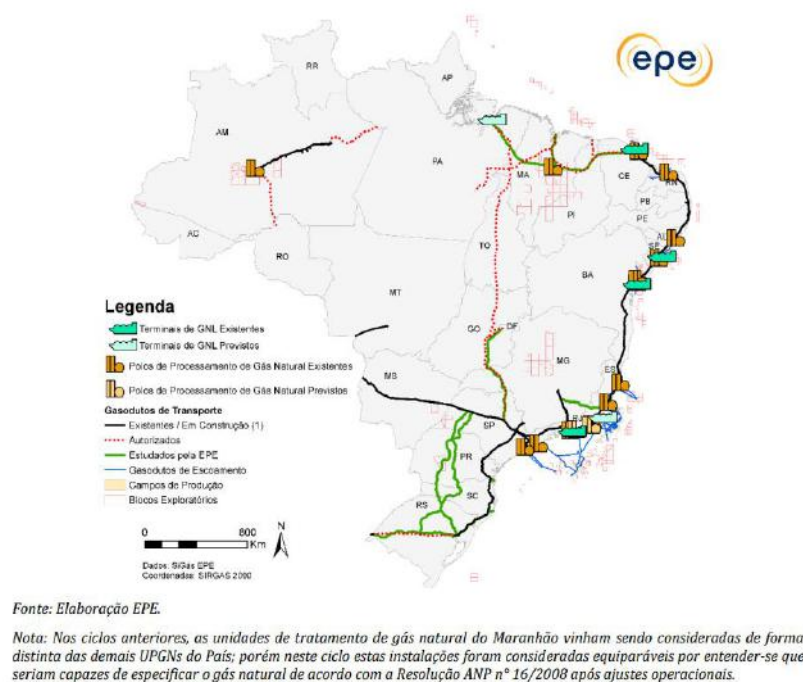 epe
RR
AP
AM
PA
MA
CE
RN
PB
PE
PI
AL
SE
AC
RO
TO
BA
MT
Legenda
Terminais de GNL Existentes
Terminais de GNL Previstos
GO
DF
Polos de Processamento de Gás Natural Existentes
MG
Polos de Processamento de Gás Natural Previstos
MS
ES
Gasodutos de Transporte
Existentes / Em Construção (1)
SP
RJ
Autorizados
Estudados pela EPE
PR
Gasodutos de Escoamento
Campos de Produção
SC
Blocos Exploratórios
RS
0 800
Km
N
Dados: SiGás EPE
Coordenadas: SIRGAS 2000
Fonte: Elaboração EPE.
Nota: Nos ciclos anteriores, as unidades de tratamento de gás natural do Maranhão vinham sendo consideradas de forma
distinta das demais UPGNs do País; porém neste ciclo estas instalações foram consideradas equiparáveis por entender-se que
seriam capazes de especificar o gás natural de acordo com a Resolução ANP nº 16/2008 após ajustes operacionais.